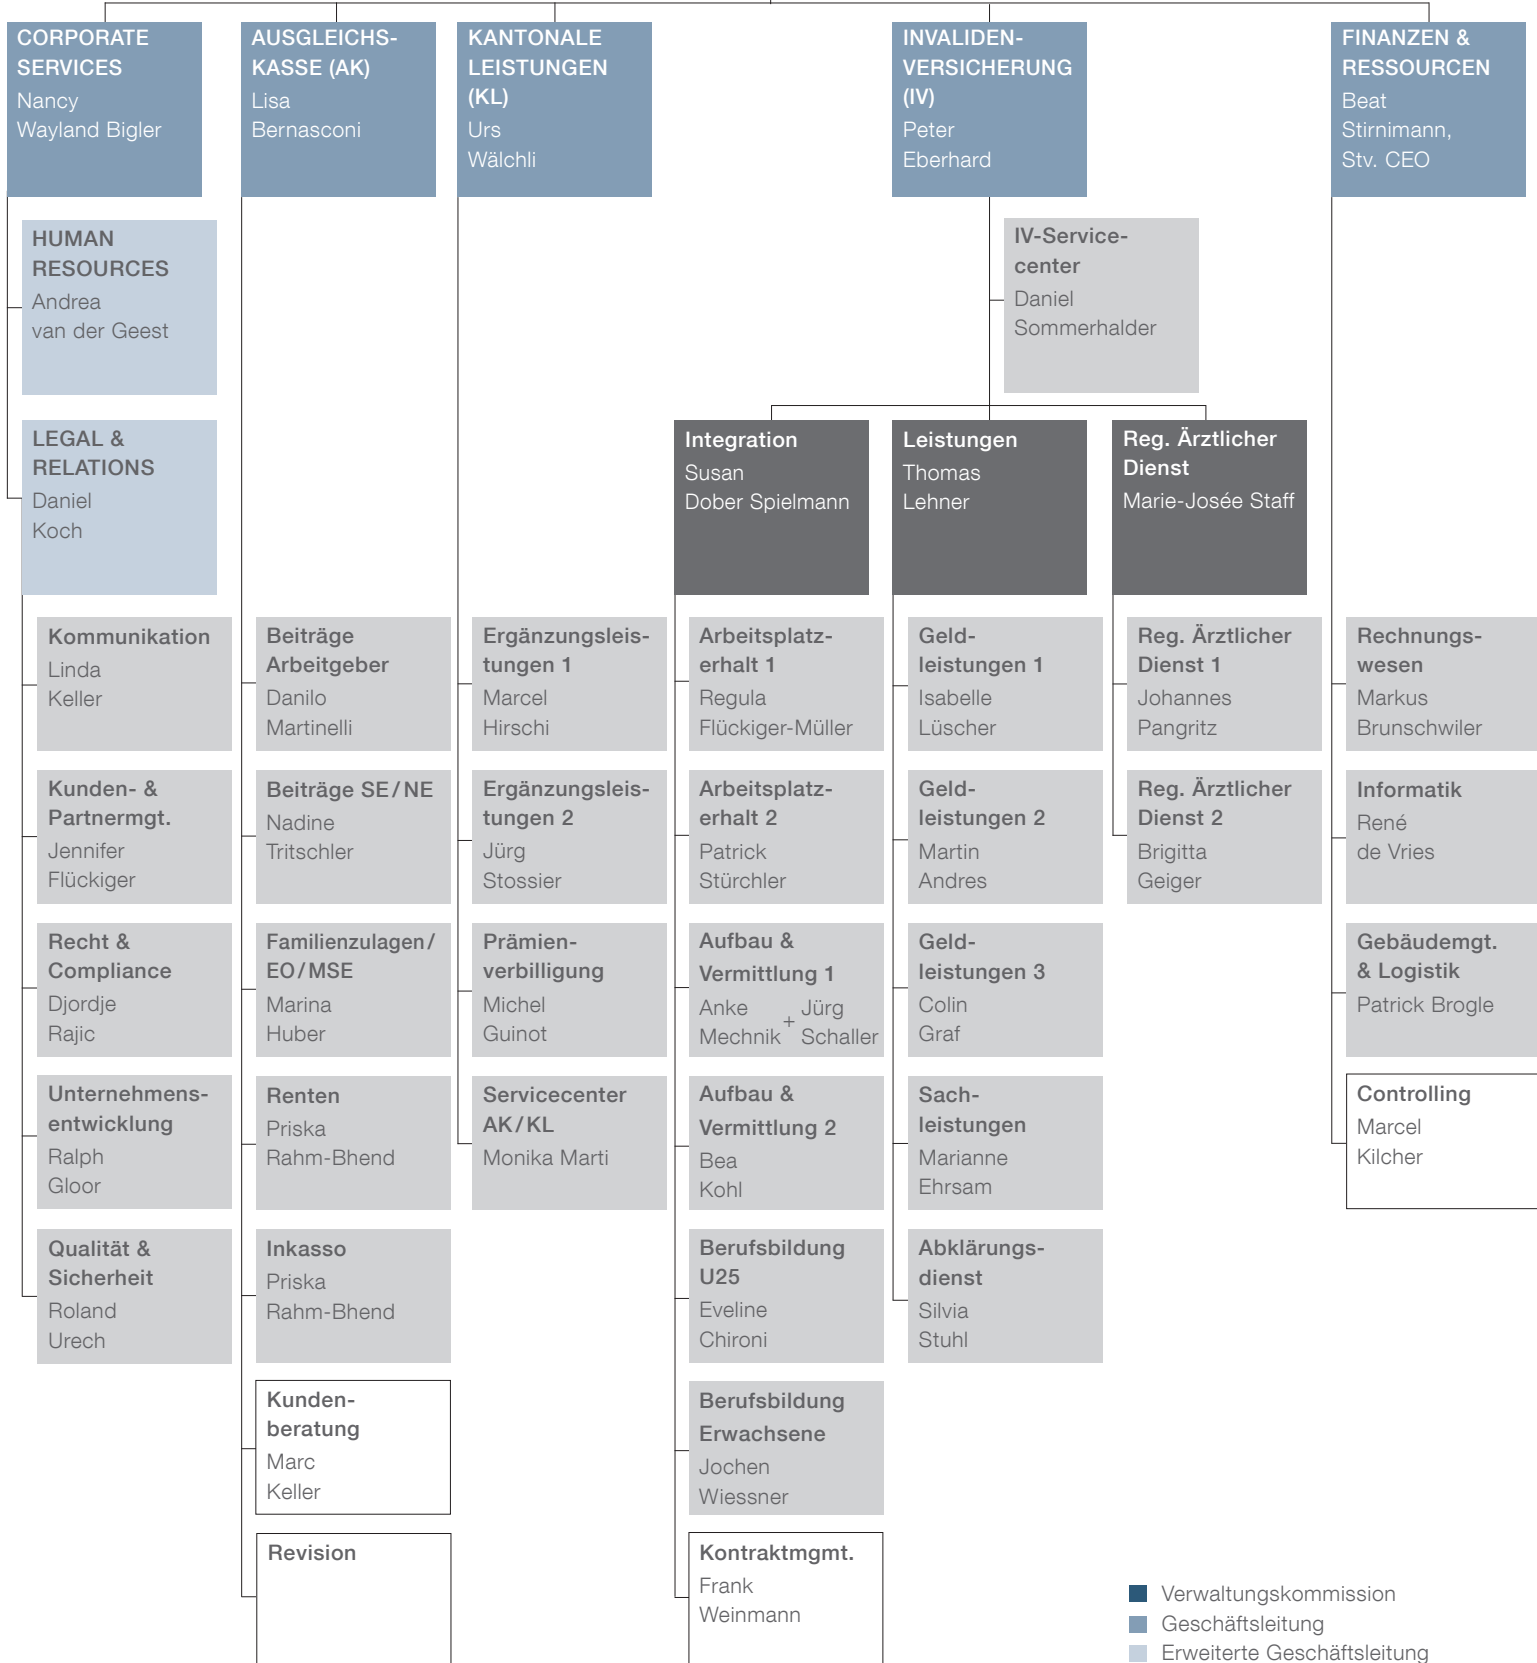 CORPORATE
SERVICES
Nancy
Wayland Bigler
AUSGLEICHS-
KASSE (AK)
Lisa
Bernasconi
KANTONALE
LEISTUNGEN
(KL)
Urs
Wälchli
INVALIDEN-
VERSICHERUNG
(IV)
Peter
Eberhard
FINANZEN &
RESSOURCEN
Beat
Stirnimann,
Stv. CEO
HUMAN
RESOURCES
Andrea
van der Geest
IV-Service-
center
Daniel
Sommerhalder
LEGAL &
RELATIONS
Daniel
Koch
Integration
Susan
Dober Spielmann
Leistungen
Thomas
Lehner
Reg. Ärztlicher
Dienst
Marie-Josée Staff
Kommunikation
Linda
Keller
Beiträge
Arbeitgeber
Danilo
Martinelli
Ergänzungsleis-
tungen 1
Marcel
Hirschi
Arbeitsplatz-
erhalt 1
Regula
Flückiger-Müller
Geld-
leistungen 1
Isabelle
Lüscher
Reg. Ärztlicher
Dienst 1
Johannes
Pangritz
Rechnungs-
wesen
Markus
Brunschwiler
Kunden- &
Partnermgt.
Jennifer
Flückiger
Beiträge SE/NE
Nadine
Tritschler
Ergänzungsleis-
tungen 2
Jürg
Stossier
Arbeitsplatz-
erhalt 2
Patrick
Stürchler
Geld-
leistungen 2
Martin
Andres
Reg. Ärztlicher
Dienst 2
Brigitta
Geiger
Informatik
René
de Vries
Recht &
Compliance
Djordje
Rajic
Familienzulagen/
EO/MSE
Marina
Huber
Prämien-
verbilligung
Michel
Guinot
Aufbau &
Vermittlung 1
Anke + Jürg
Mechnik Schaller
Geld-
leistungen 3
Colin
Graf
Gebäudemgt.
& Logistik
Patrick Brogle
Unternehmens-
entwicklung
Ralph
Gloor
Renten
Priska
Rahm-Bhend
Servicecenter
AK/KL
Monika Marti
Aufbau &
Vermittlung 2
Bea
Kohl
Sach-
leistungen
Marianne
Ehrsam
Controlling
Marcel
Kilcher
Qualität &
Sicherheit
Roland
Urech
Inkasso
Priska
Rahm-Bhend
Berufsbildung
U25
Eveline
Chironi
Abklärungs-
dienst
Silvia
Stuhl
Kunden-
beratung
Marc
Keller
Berufsbildung
Erwachsene
Jochen
Wiessner
Revision
Kontraktmgmt.
Frank
Weinmann
Verwaltungskommission
Geschäftsleitung
Erweiterte Geschäftsleitung